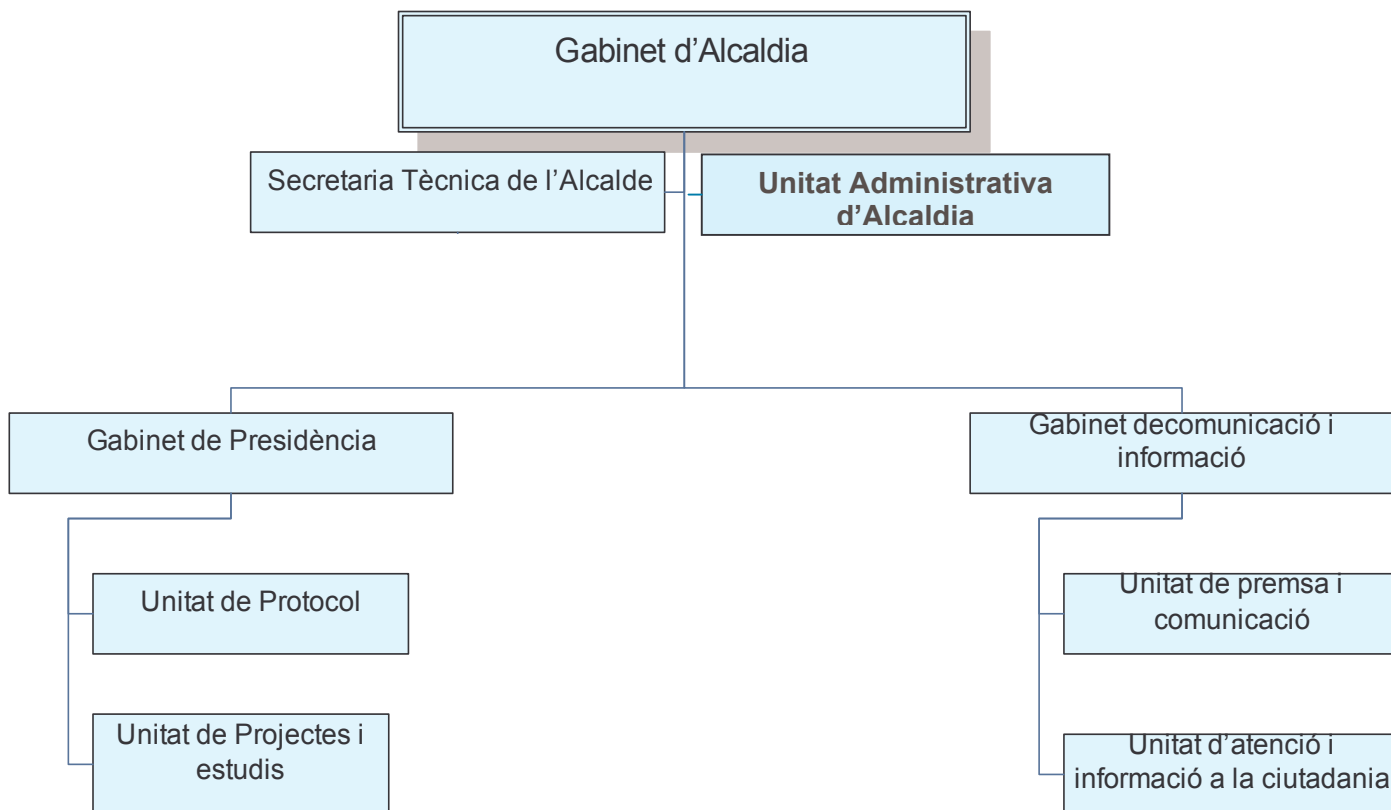 Gabinet d’Alcaldia
Secretaria Tècnica de l’Alcalde
Unitat Administrativa
d’Alcaldia
Gabinet de Presidència
Gabinet decomunicació i
informació
Unitat de Protocol
Unitat de premsa i
comunicació
Unitat de Projectes i
estudis
Unitat d’atenció i
informació a la ciutadania